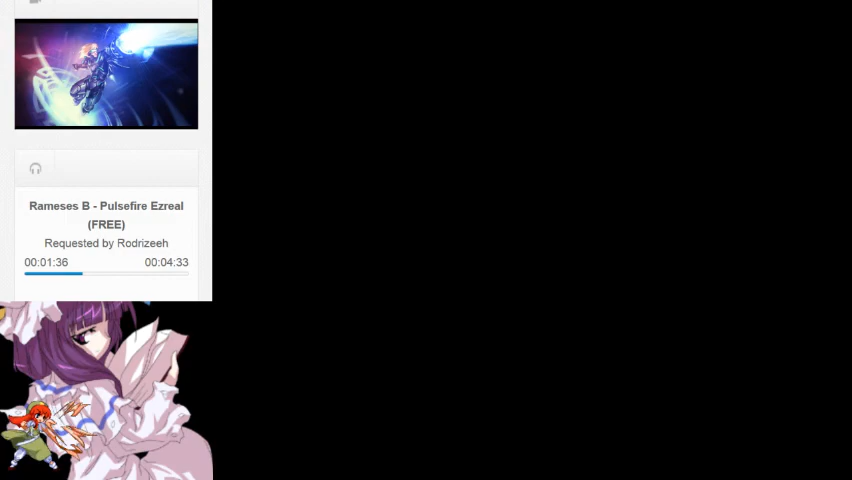 Rameses B - Pulsefire Ezreal
(FREE)
Requested by Rodrizeeh
00:01:36 00:04:33